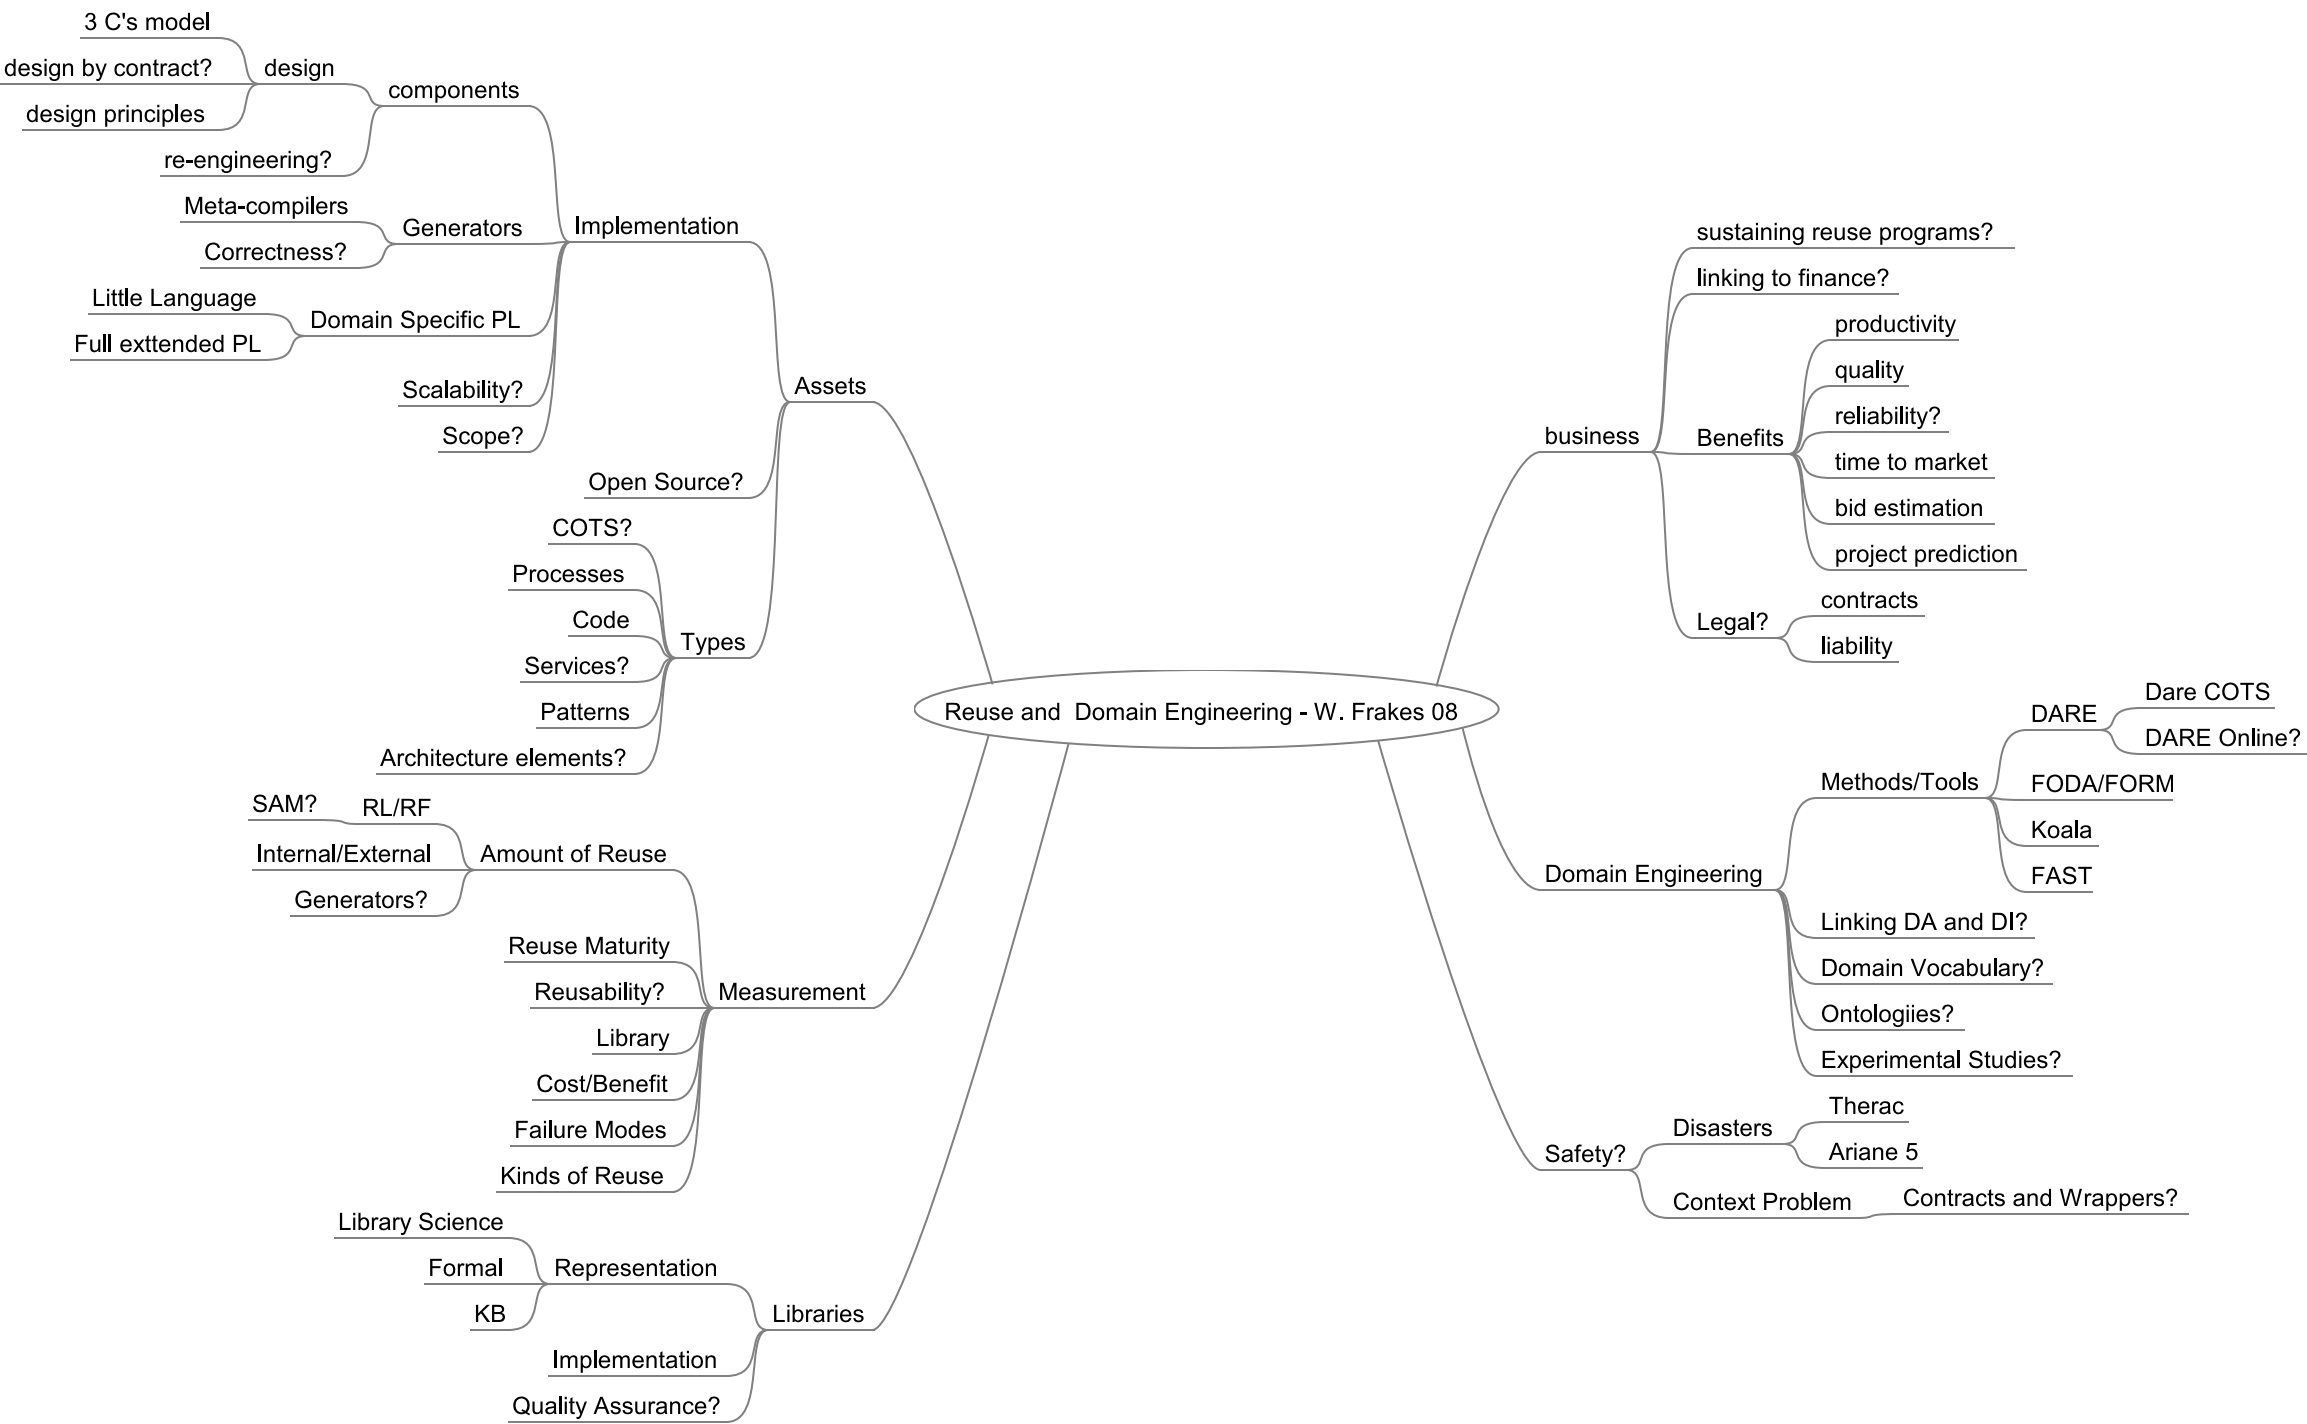 3 C's model
design by contract?
design
design principles
components
re-engineering?
Meta-compilers
Generators
Correctness?
Implementation
Little Language
Domain Specific PL
Full exttended PL
Scalability?
Scope?
Assets
Open Source?
COTS?
Processes
Code
Types
Services?
Patterns
Architecture elements?
Reuse and Domain Engineering - W. Frakes 08
SAM?
RL/RF
Internal/External
Amount of Reuse
Generators?
Reuse Maturity
Reusability?
Measurement
Library
Cost/Benefit
Failure Modes
Kinds of Reuse
Library Science
Formal
Representation
KB
Libraries
Implementation
Quality Assurance?
sustaining reuse programs?
linking to finance?
productivity
quality
reliability?
business
Benefits
time to market
bid estimation
project prediction
contracts
Legal?
liability
Dare COTS
DARE
DARE Online?
Methods/Tools
FODA/FORM
Koala
FAST
Domain Engineering
Linking DA and DI?
Domain Vocabulary?
Ontologiies?
Experimental Studies?
Therac
Disasters
Ariane 5
Safety?
Context Problem
Contracts and Wrappers?